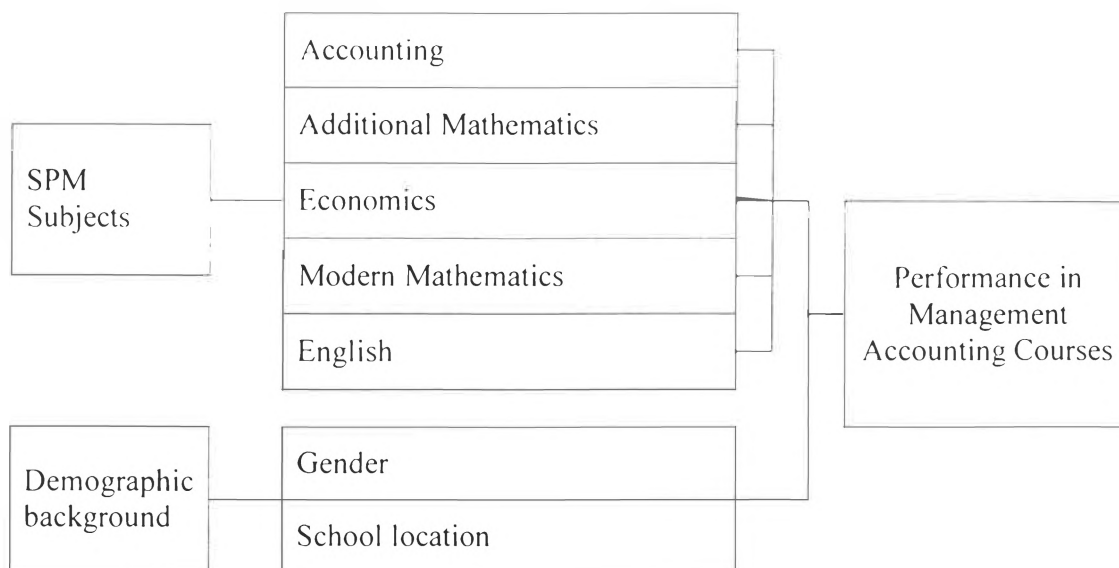 SPM
Subjects
Accounting
Additional Mathematics
Economics
Modern Mathematics
English
Demographic
background
Gender
School location
Performance in
Management
Accounting Courses